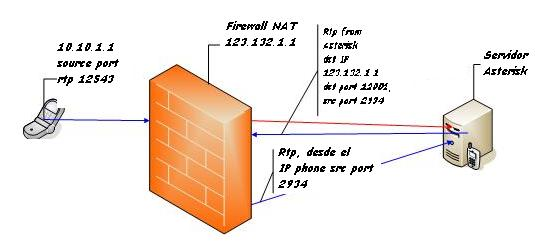 10.10.1.1
source port
rtp 12543
Firewall NAT
123.132.1.1
Rtp from
Asterisk
dst IP
123.132.1.1
dst port 12001,
src port 2934
Servidor
Asterisk
Rtp, desde el
IP phone src port
2934